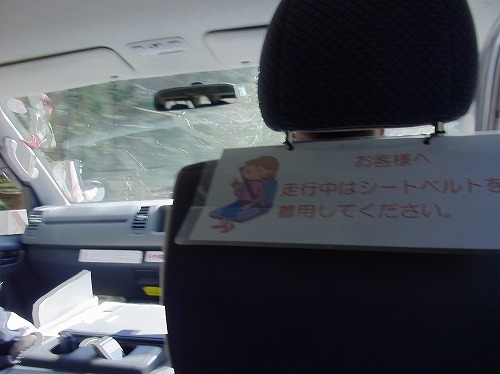 お客様へ
走行中はシートベルトを
着用してください。